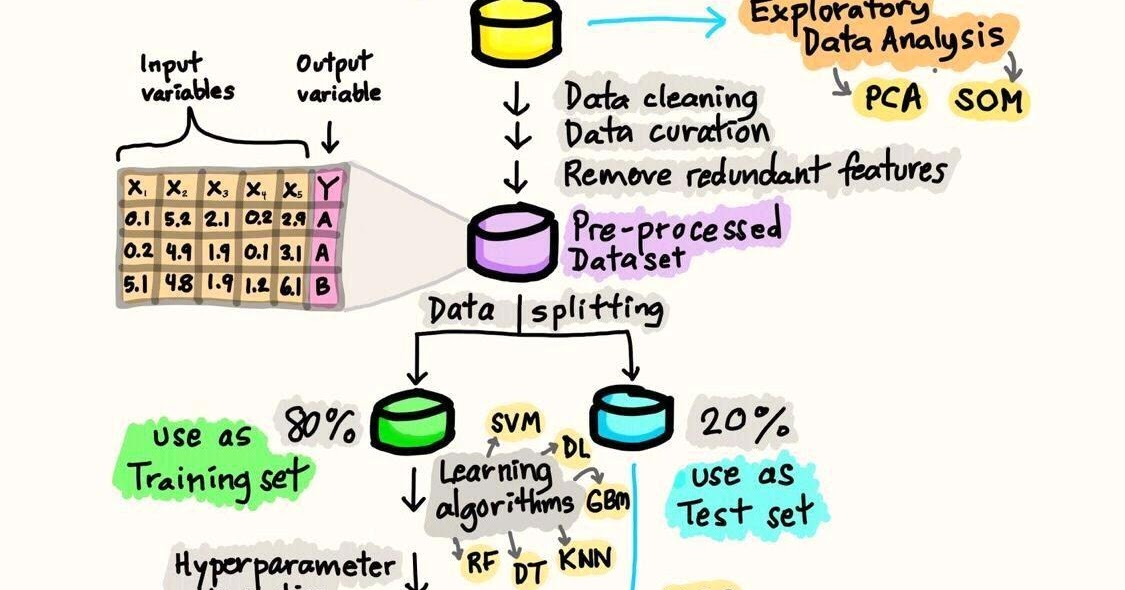 Exploratory
Data Analysis
PCA SOM
Input
variables
Output
variable
Data cleaning
Data curation
Remove redundant features
X₁ X₂ X₃ X₄ X₅ Y
0.1 5.2 2.1 0.2 2.9 A
0.2 4.9 1.9 0.1 3.1 A
5.1 4.8 1.9 1.2 6.1 B
Pre-processed
Dataset
Data splitting
80%
use as
Training set
SVM
DL
Learning
algorithms
GBm
RF
DT
KNN
20%
use as
Test set
Hyperparameter